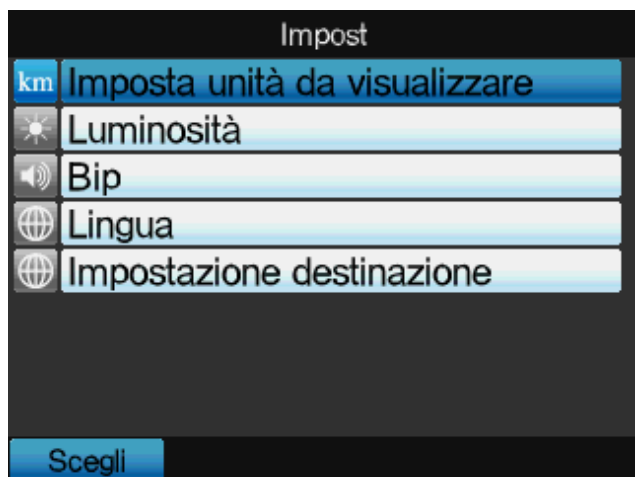 Impost
km Imposta unità da visualizzare
Luminosità
Bip
Lingua
Impostazione destinazione
Scegli